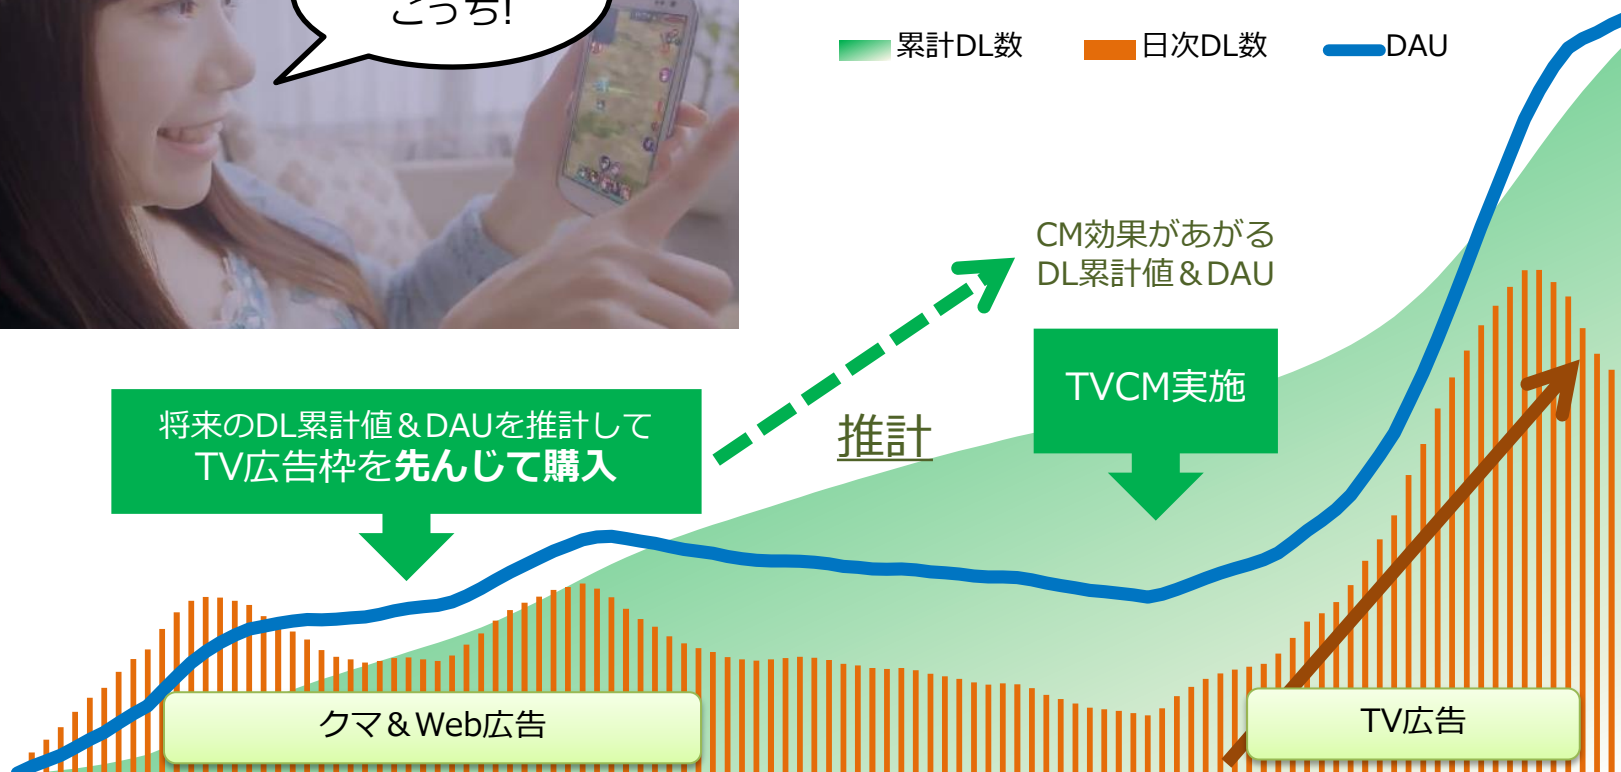 こっち!
累計DL数
日次DL数
DAU
CM効果があがる
DL累計値＆DAU
TVCM実施
将来のDL累計値＆DAUを推計して
TV広告枠を先んじて購入
推計
クマ＆Web広告
TV広告